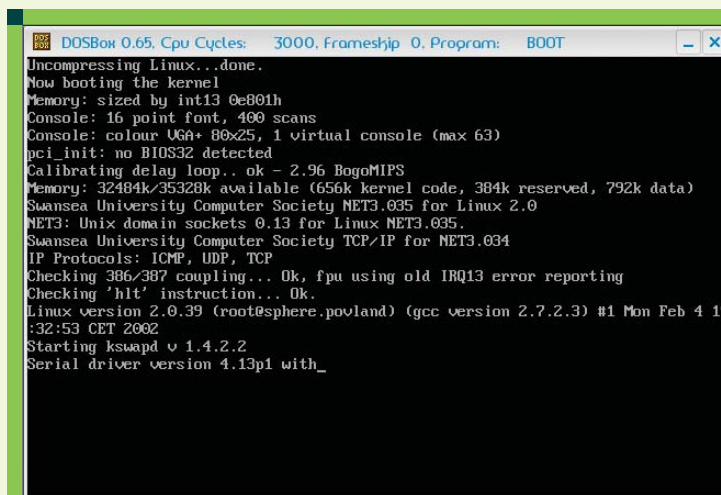 DOSBox 0.65, Cpu Cycles: 3000, Frameskip 0, Program: BOOT
Uncompressing Linux...done.
Now booting the kernel
Memory: sized by int13 0e801h
Console: 16 point font, 400 scans
Console: colour VGA+ 80x25, 1 virtual console (max 63)
pci_init: no BIOS32 detected
Calibrating delay loop.. ok - 2.96 BogoMIPS
Memory: 32484k/35328k available (656k kernel code, 384k reserved, 792k data)
Swansea University Computer Society NET3.035 for Linux 2.0
NET3: Unix domain sockets 0.13 for Linux NET3.035.
Swansea University Computer Society TCP/IP for NET3.034
IP Protocols: ICMP, UDP, TCP
Checking 386/387 coupling... Ok, fpu using old IRQ13 error reporting
Checking 'hlt' instruction... Ok.
Linux version 2.0.39 (root@sphere.povland) (gcc version 2.7.2.3) #1 Mon Feb 4 1
:32:53 CET 2002
Starting kswapd v 1.4.2.2
Serial driver version 4.13p1 with_